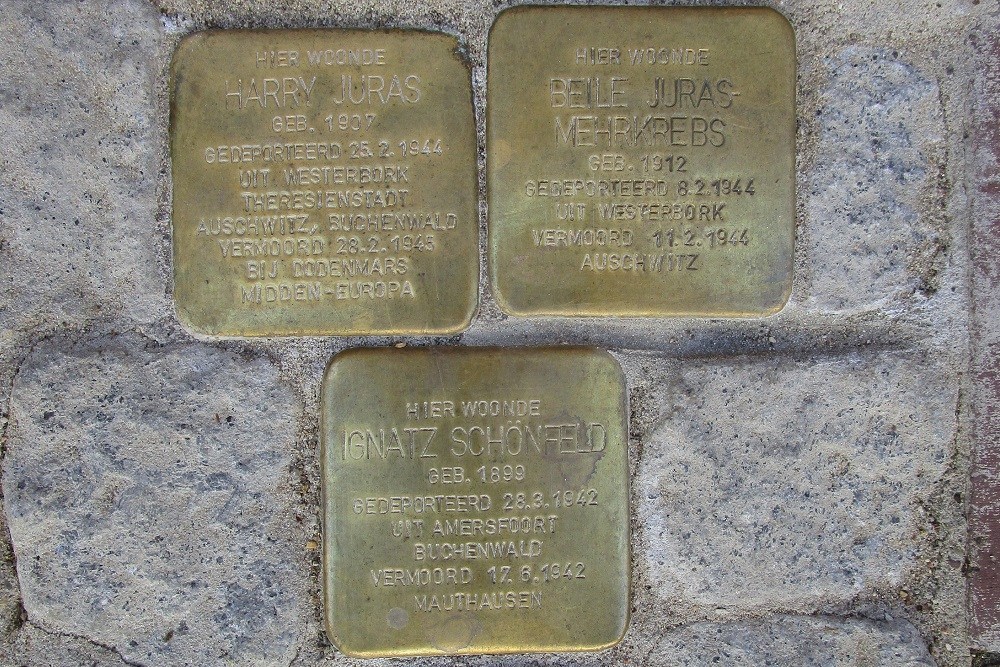 HIER WOONDE
HARRY JURAS
GEB. 1907
GEDEPORTEERD 25.2.1944
UIT WESTERBORK
THERESIENSTADT
AUSCHWITZ, BUCHENWALD
VERMOORD 28.2.1945
BIJ DODENMARS
MIDDEN-EUROPA
HIER WOONDE
BEILE JURAS-
MEHRKREBS
GEB. 1912
GEDEPORTEERD 8.2.1944
UIT WESTERBORK
VERMOORD 11.2.1944
AUSCHWITZ
HIER WOONDE
IGNATZ SCHÖNFELD
GEB. 1899
GEDEPORTEERD 28.3.1942
UIT AMERSFOORT
BUCHENWALD
VERMOORD 17.6.1942
MAUTHAUSEN